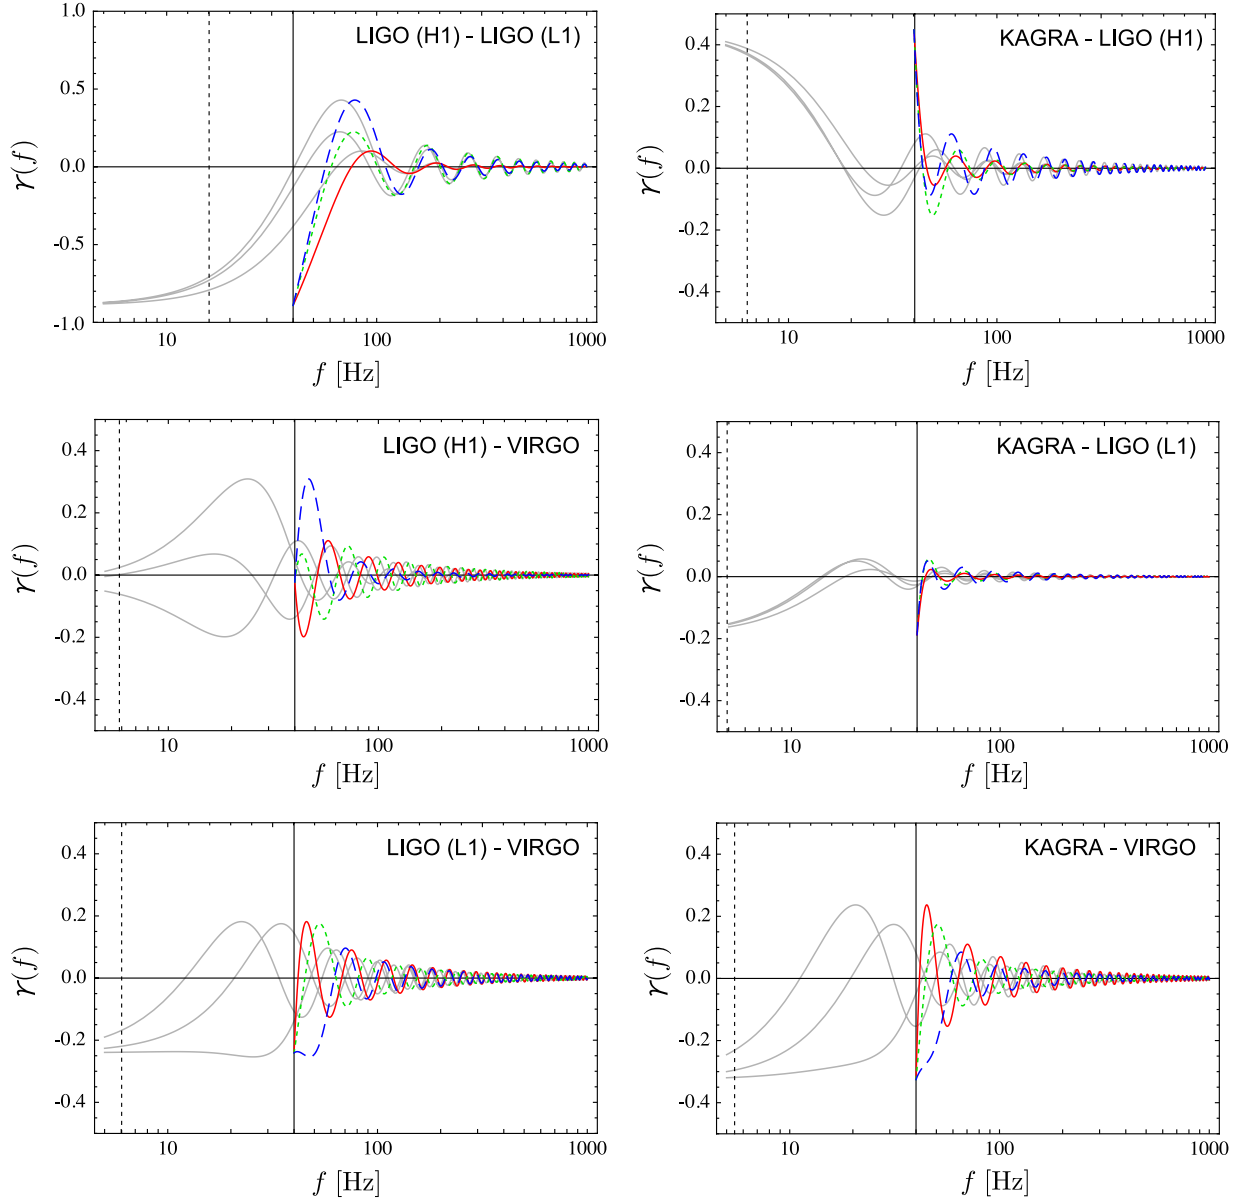 LIGO (H1) - LIGO (L1)
1.0
0.5
0.0
-0.5
-1.0
r(f)
10
100
1000
f [Hz]
KAGRA - LIGO (H1)
0.4
0.2
0.0
-0.2
-0.4
r(f)
10
100
1000
f [Hz]
LIGO (H1) - VIRGO
0.4
0.2
0.0
-0.2
-0.4
r(f)
10
100
1000
f [Hz]
KAGRA - LIGO (L1)
0.4
0.2
0.0
-0.2
-0.4
r(f)
10
100
1000
f [Hz]
LIGO (L1) - VIRGO
0.4
0.2
0.0
-0.2
-0.4
r(f)
10
100
1000
f [Hz]
KAGRA - VIRGO
0.4
0.2
0.0
-0.2
-0.4
r(f)
10
100
1000
f [Hz]